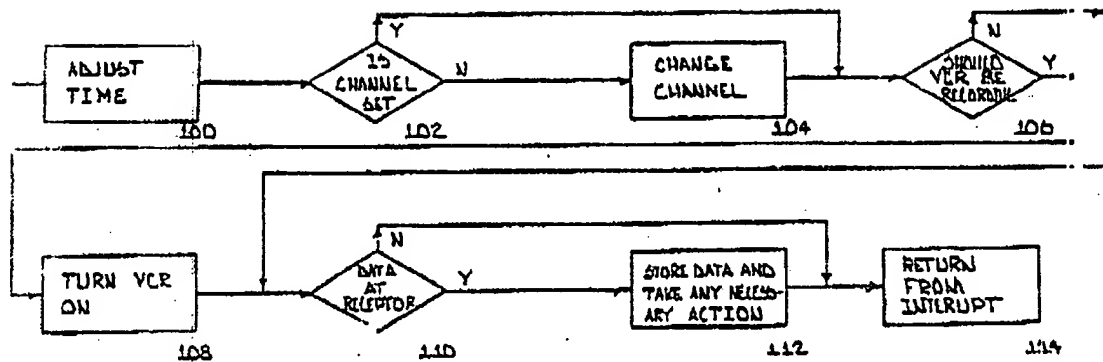 ADJUST
TIME
100
Y
IS
CHANNEL
SET
N
102
CHANGE
CHANNEL
104
N
SHOULD
VCR BE
RECORDING
Y
106
TURN VCR
ON
108
N
DATA
AT
RECEPTOR
Y
110
STORE DATA AND
TAKE ANY NECESS-
ARY ACTION
112
RETURN
FROM
INTERUPT
114